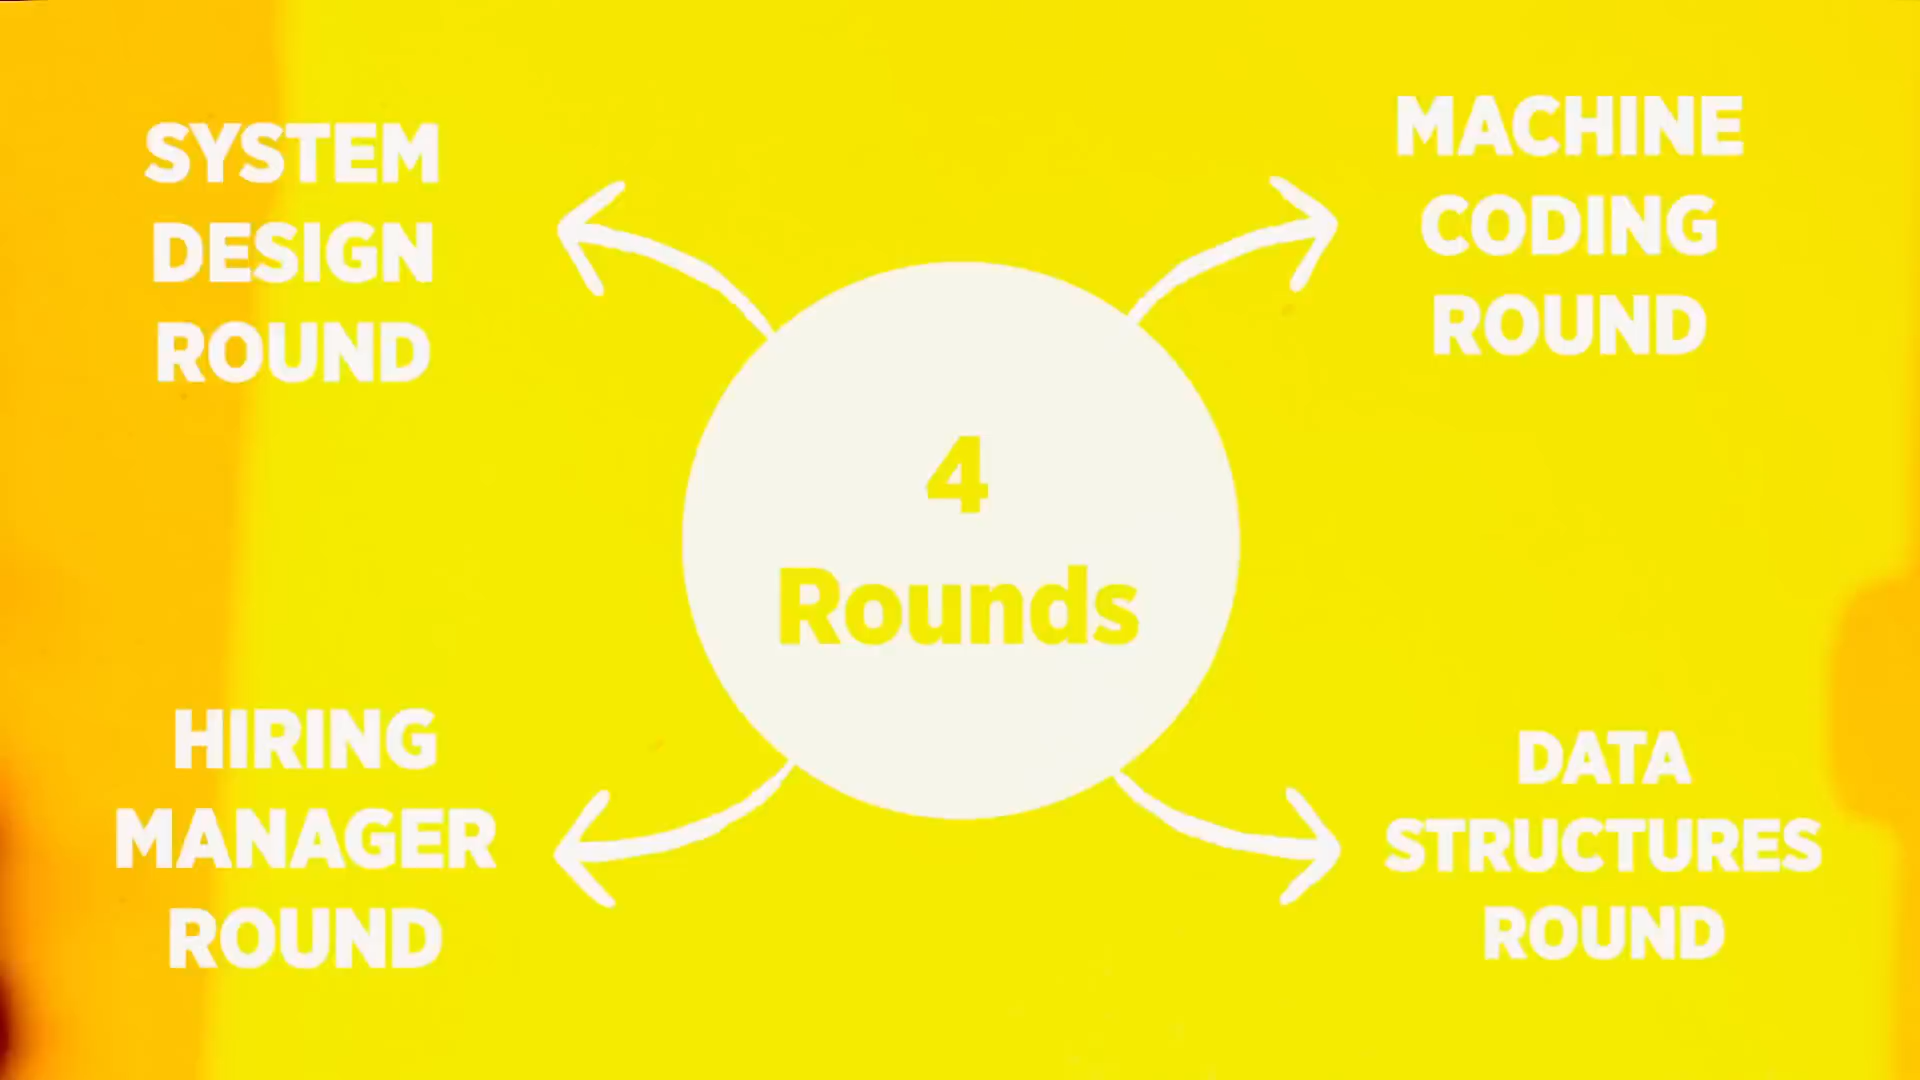 SYSTEM
DESIGN
ROUND
MACHINE
CODING
ROUND
4
Rounds
HIRING
MANAGER
ROUND
DATA
STRUCTURES
ROUND